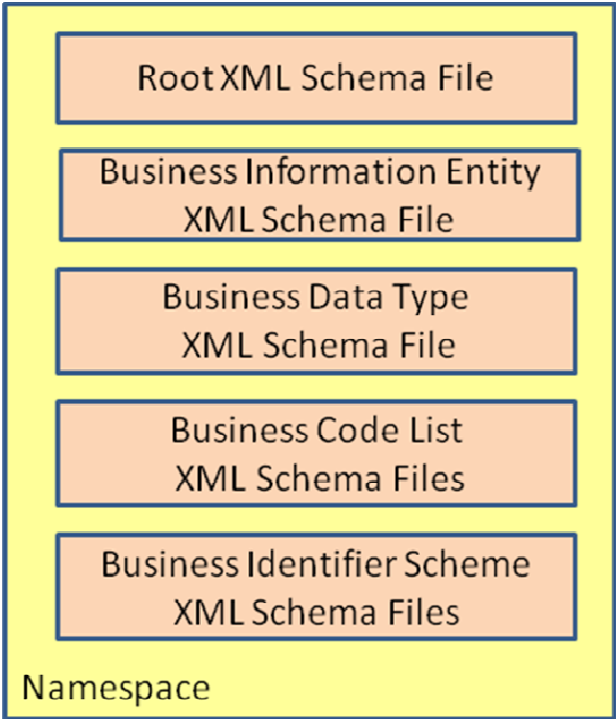 Root XML Schema File
Business Information Entity
XML Schema File
Business Data Type
XML Schema File
Business Code List
XML Schema Files
Business Identifier Scheme
XML Schema Files
Namespace